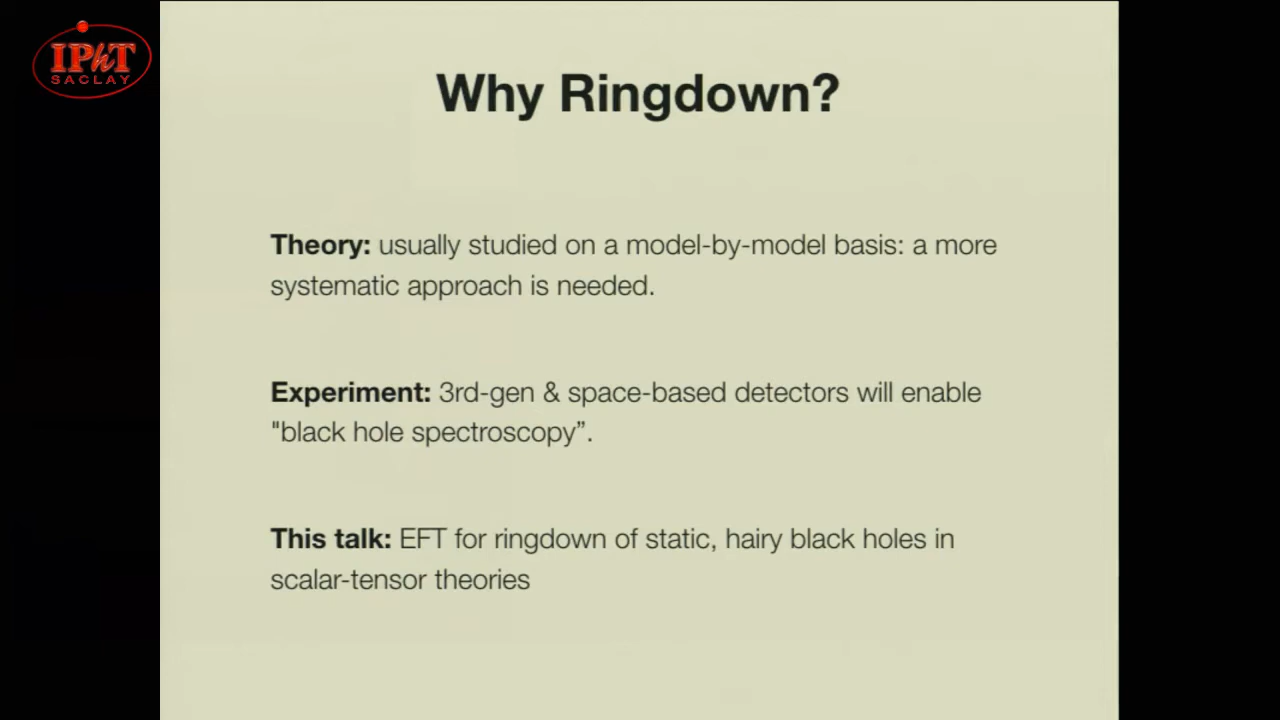 IPhT
SACLAY
Why Ringdown?
Theory: usually studied on a model-by-model basis: a more
systematic approach is needed.
Experiment: 3rd-gen & space-based detectors will enable
"black hole spectroscopy”.
This talk: EFT for ringdown of static, hairy black holes in
scalar-tensor theories